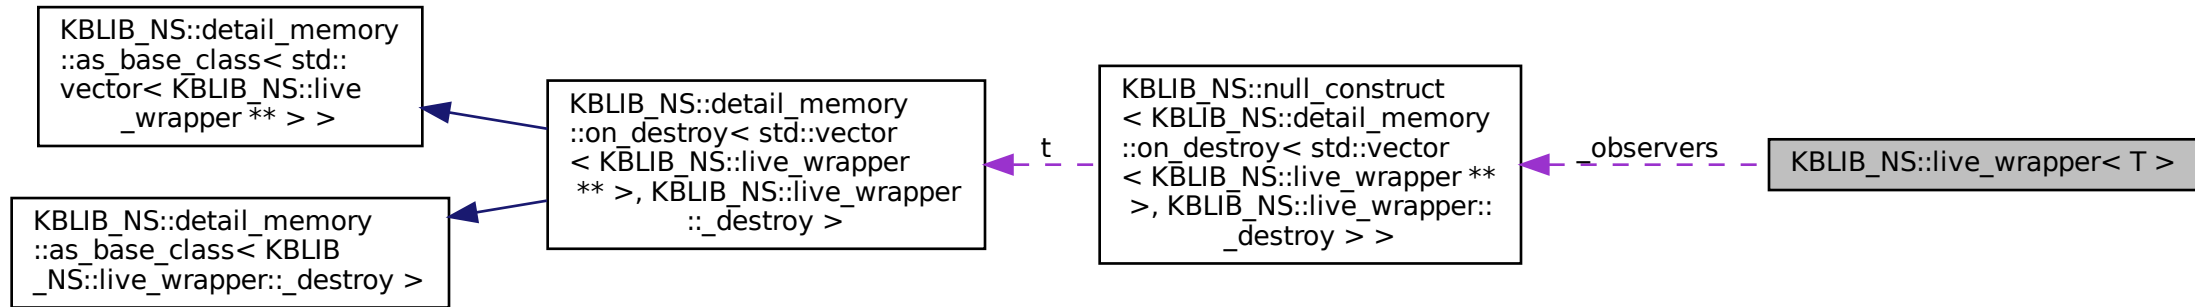 KBLIB_NS::detail_memory
::as_base_class< std::
vector< KBLIB_NS::live
_wrapper ** > >
KBLIB_NS::detail_memory
::as_base_class< KBLIB
_NS::live_wrapper::_destroy >
KBLIB_NS::detail_memory
::on_destroy< std::vector
< KBLIB_NS::live_wrapper
** >, KBLIB_NS::live_wrapper
::_destroy >
t
KBLIB_NS::null_construct
< KBLIB_NS::detail_memory
::on_destroy< std::vector
< KBLIB_NS::live_wrapper **
>, KBLIB_NS::live_wrapper::
_destroy > >
_observers
KBLIB_NS::live_wrapper< T >